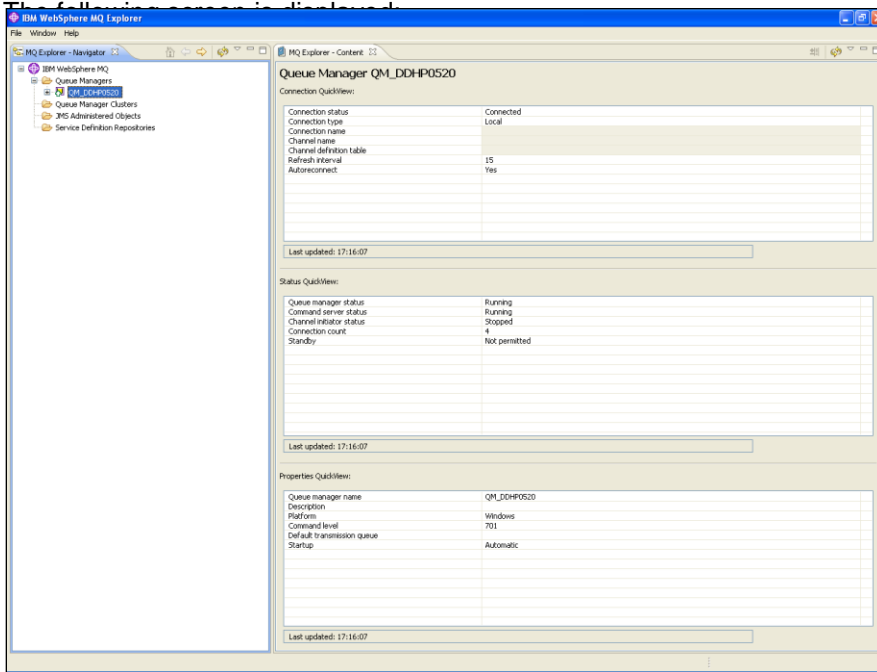 The following screen is displayed:
IBM WebSphere MQ Explorer
File Window Help
MQ Explorer - Navigator
IBM WebSphere MQ
Queue Managers
QM_DDHP0520
Queue Manager Clusters
JMS Administered Objects
Service Definition Repositories
MQ Explorer - Content
Queue Manager QM_DDHP0520
Connection QuickView:
Connection status Connected
Connection type Local
Connection name
Channel name
Channel definition table
Refresh interval 15
Autoreconnect Yes
Last updated: 17:16:07
Status QuickView:
Queue manager status Running
Command server status Running
Channel initiator status Stopped
Connection count 4
Standby Not permitted
Last updated: 17:16:07
Properties QuickView:
Queue manager name QM_DDHP0520
Description
Platform Windows
Command level 701
Default transmission queue
Startup Automatic
Last updated: 17:16:07